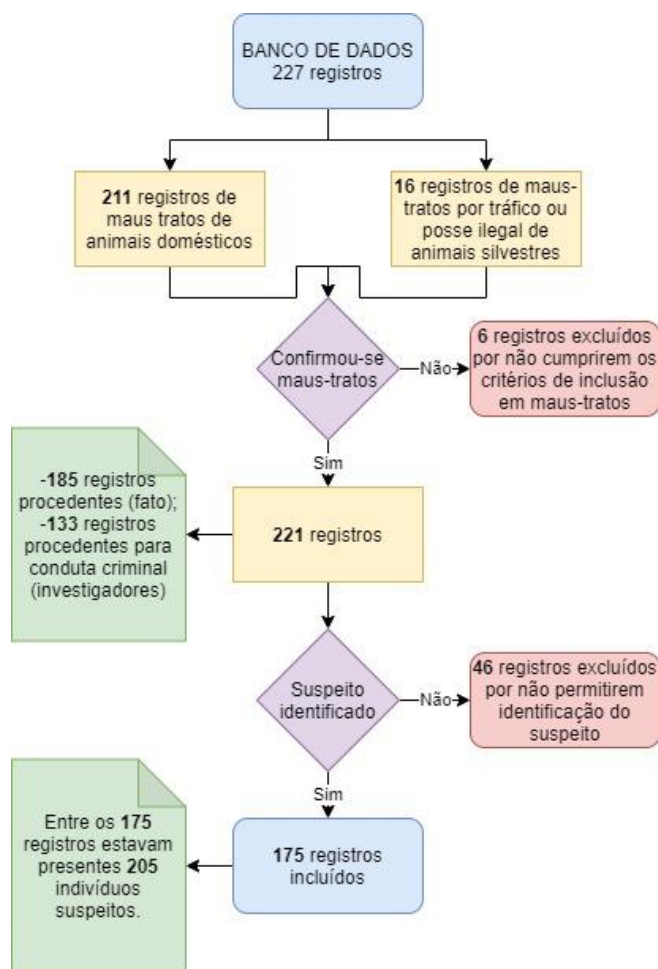 BANCO DE DADOS
227 registros
211 registros de
maus tratos de
animais domésticos
16 registros de maus-
tratos por tráfico ou
posse ilegal de
animais silvestres
Confirmou-se
maus-tratos
Não
6 registros excluídos
por não cumprirem os
critérios de inclusão
em maus-tratos
Sim
-185 registros
procedentes (fato);
-133 registros
procedentes para
conduta criminal
(investigadores)
221 registros
Suspeito
identificado
Não
46 registros excluídos
por não permitirem
identificação do
suspeito
Sim
Entre os 175
registros estavam
presentes 205
indivíduos
suspeitos.
175 registros
incluídos